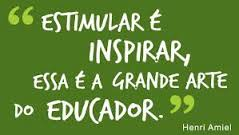 “ESTIMULAR É
INSPIRAR,
ESSA É A GRANDE ARTE
DO EDUCADOR.”
Henri Amiel